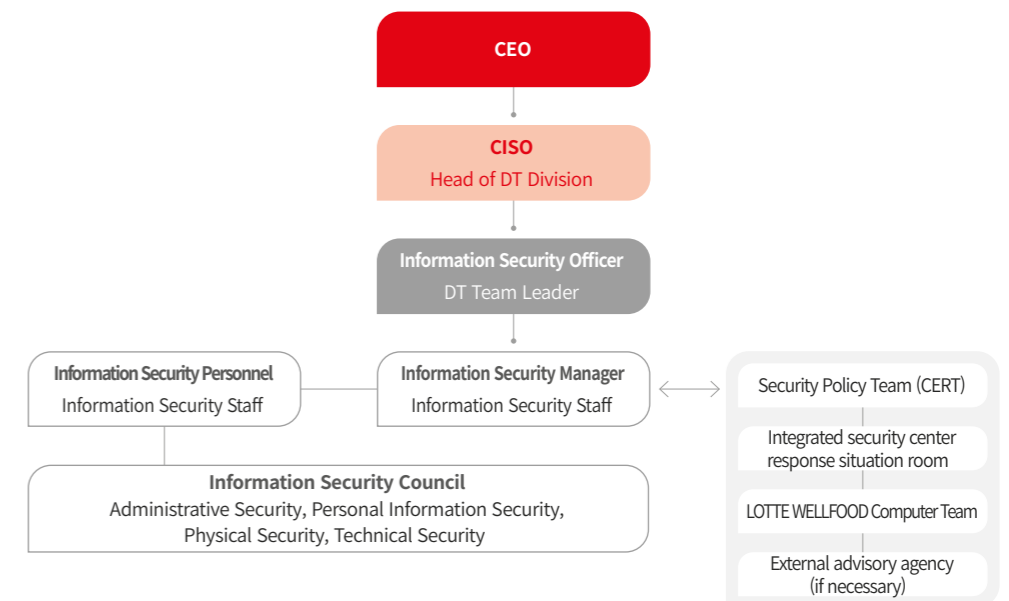 CEO
CISO
Head of DT Division
Information Security Officer
DT Team Leader
Information Security Personnel
Information Security Staff
Information Security Manager
Information Security Staff
Information Security Council
Administrative Security, Personal Information Security,
Physical Security, Technical Security
Security Policy Team (CERT)
Integrated security center
response situation room
LOTTE WELLFOOD Computer Team
External advisory agency
(if necessary)